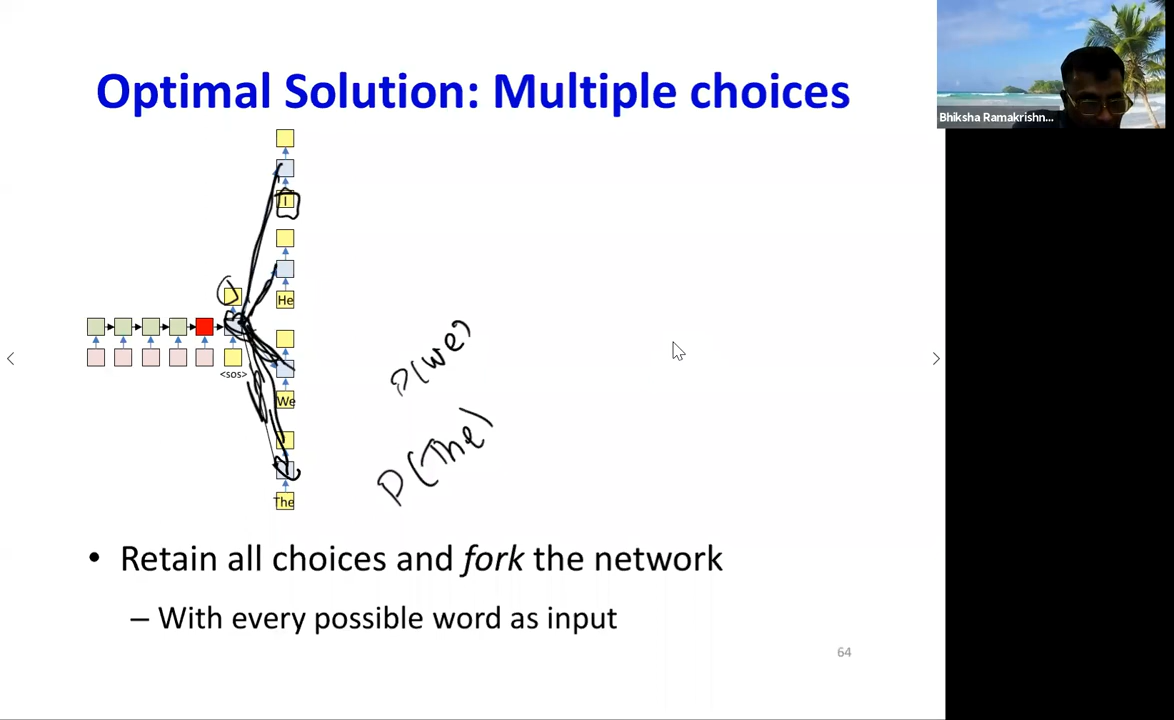 Optimal Solution: Multiple choices
Bhiksha Ramakrishn...
I
He
<sos>
We
The
P(we)
P(The)
• Retain all choices and fork the network
– With every possible word as input
64